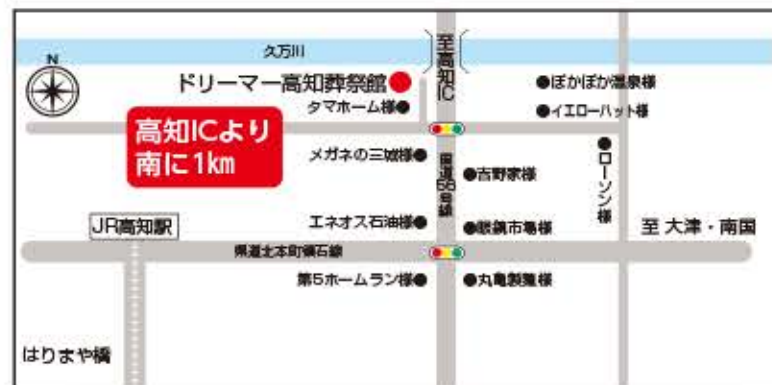 久万川
至高知IC
N
ドリーマー高知葬祭館
ぽかぽか温泉様
タマホーム様
イエローハット様
高知ICより
南に1km
メガネの三城様
国道56号線
吉野家様
ローソン様
JR高知駅
エネオス石油様
眼鏡市場様
至 大津・南国
県道北本町領石線
第5ホームラン様
丸亀製麺様
はりまや橋